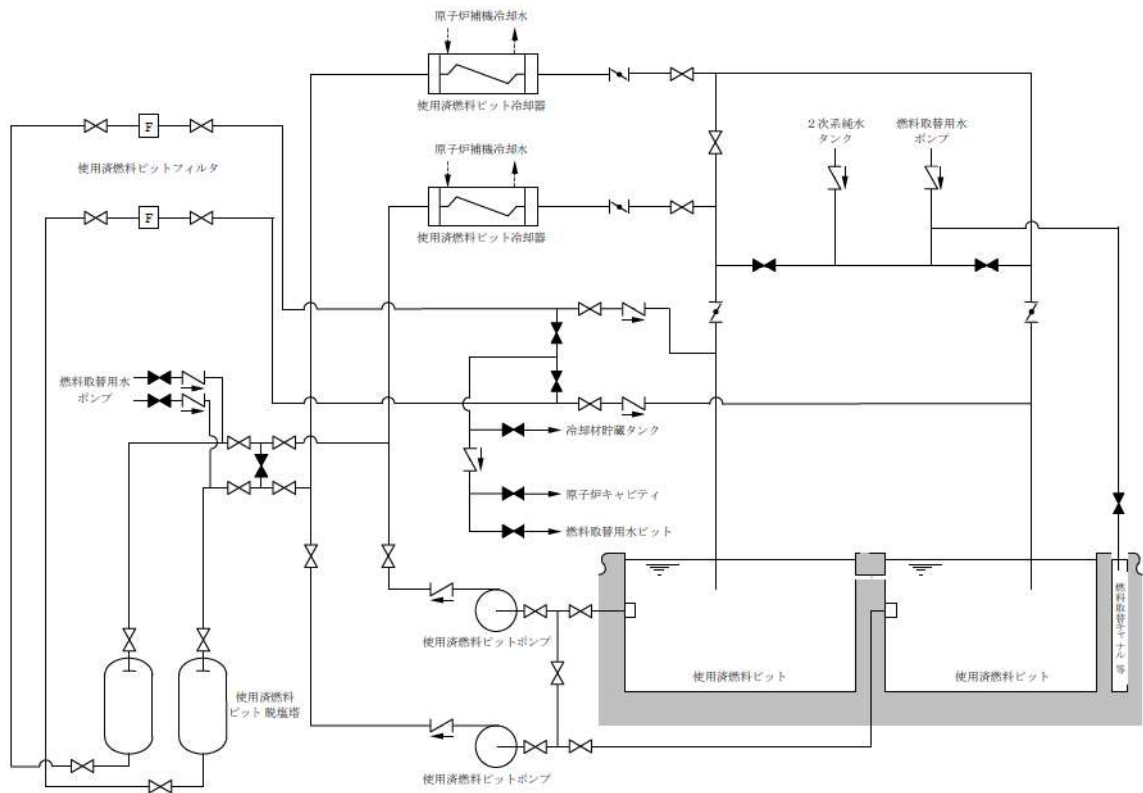 原子炉補機冷却水
使用済燃料ピット冷却器
F
使用済燃料ピットフィルタ
F
原子炉補機冷却水
使用済燃料ピット冷却器
２次系純水
タンク
燃料取替用水
ポンプ
燃料取替用水
ポンプ
冷却材貯蔵タンク
原子炉キャビティ
燃料取替用水ピット
使用済燃料ピットポンプ
使用済燃料ピット
使用済燃料ピット
燃料取替キャナル等
使用済燃料
ピット脱塩塔
使用済燃料ピットポンプ